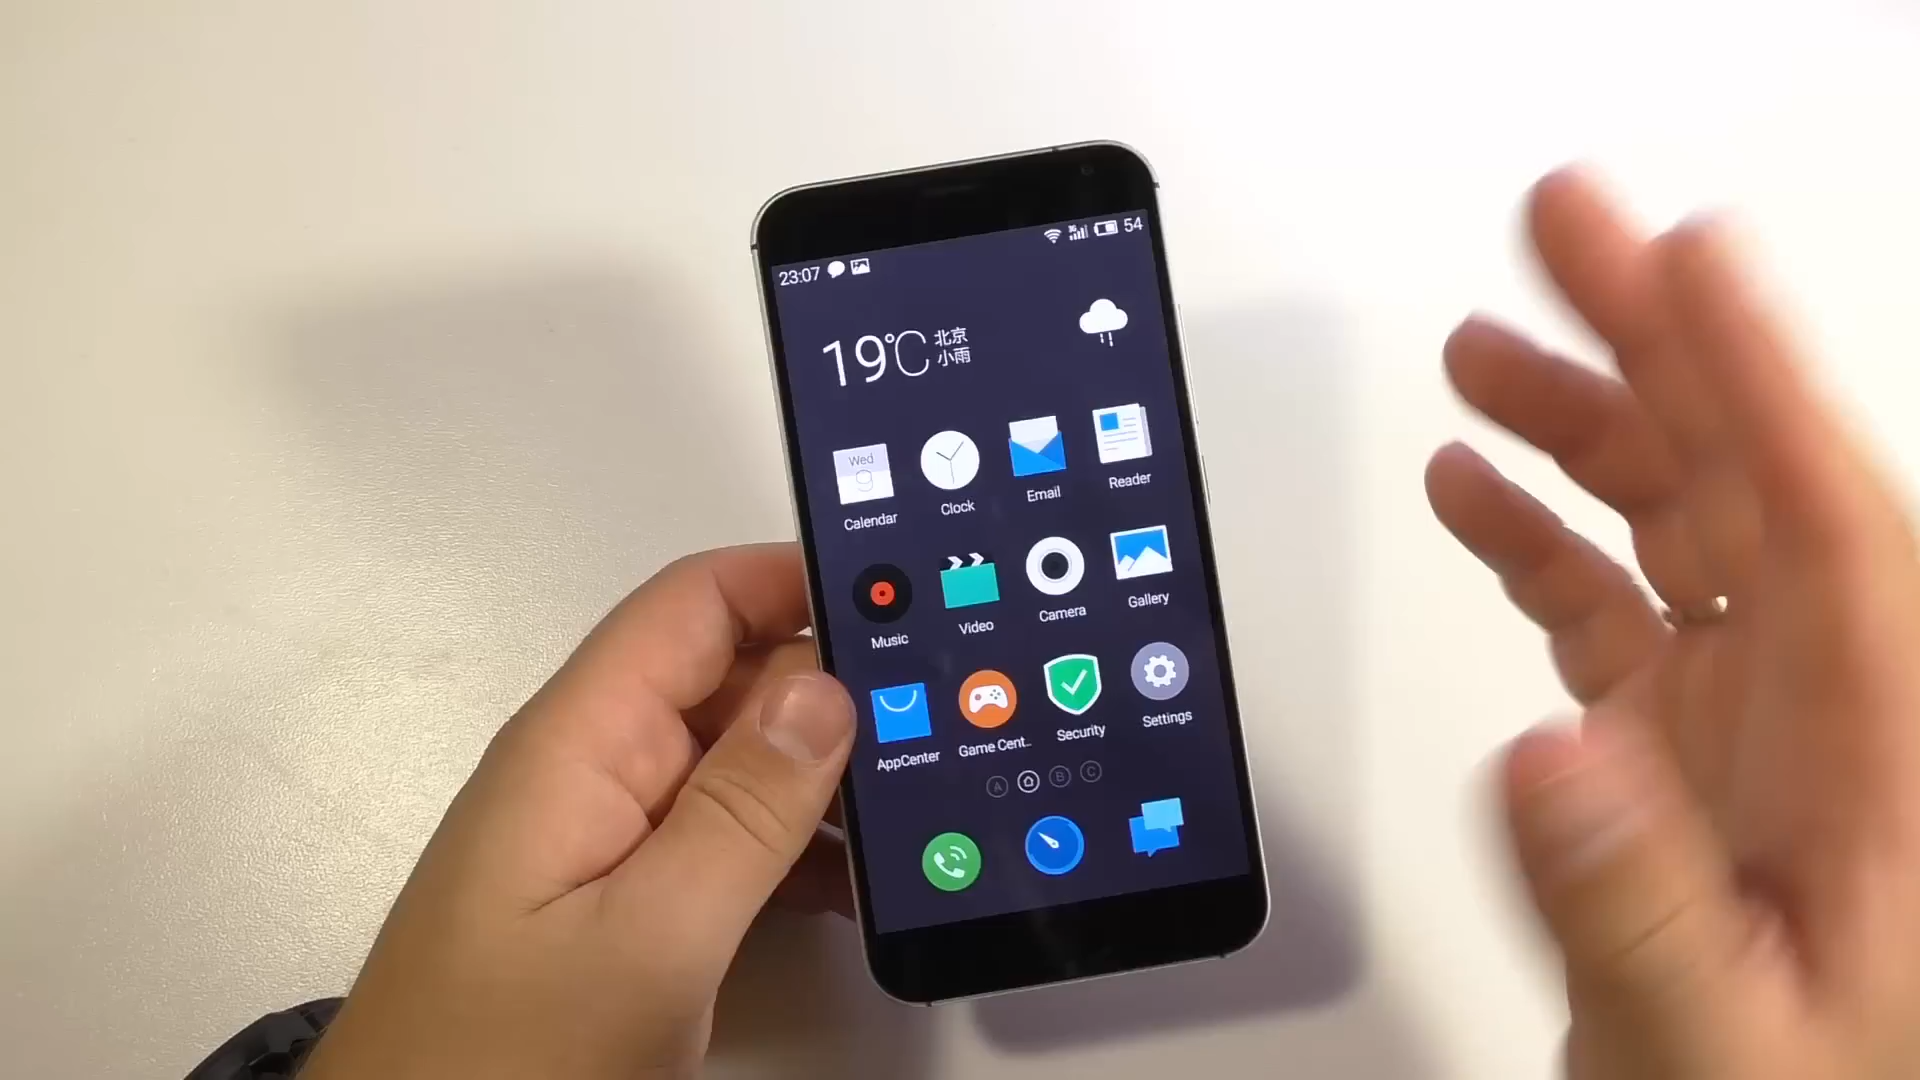 23:07
3G
54
19℃
北京
小雨
Wed
9
Calendar
Clock
Email
Reader
Music
Video
Camera
Gallery
AppCenter
Game Cent...
Security
Settings
A
B
C